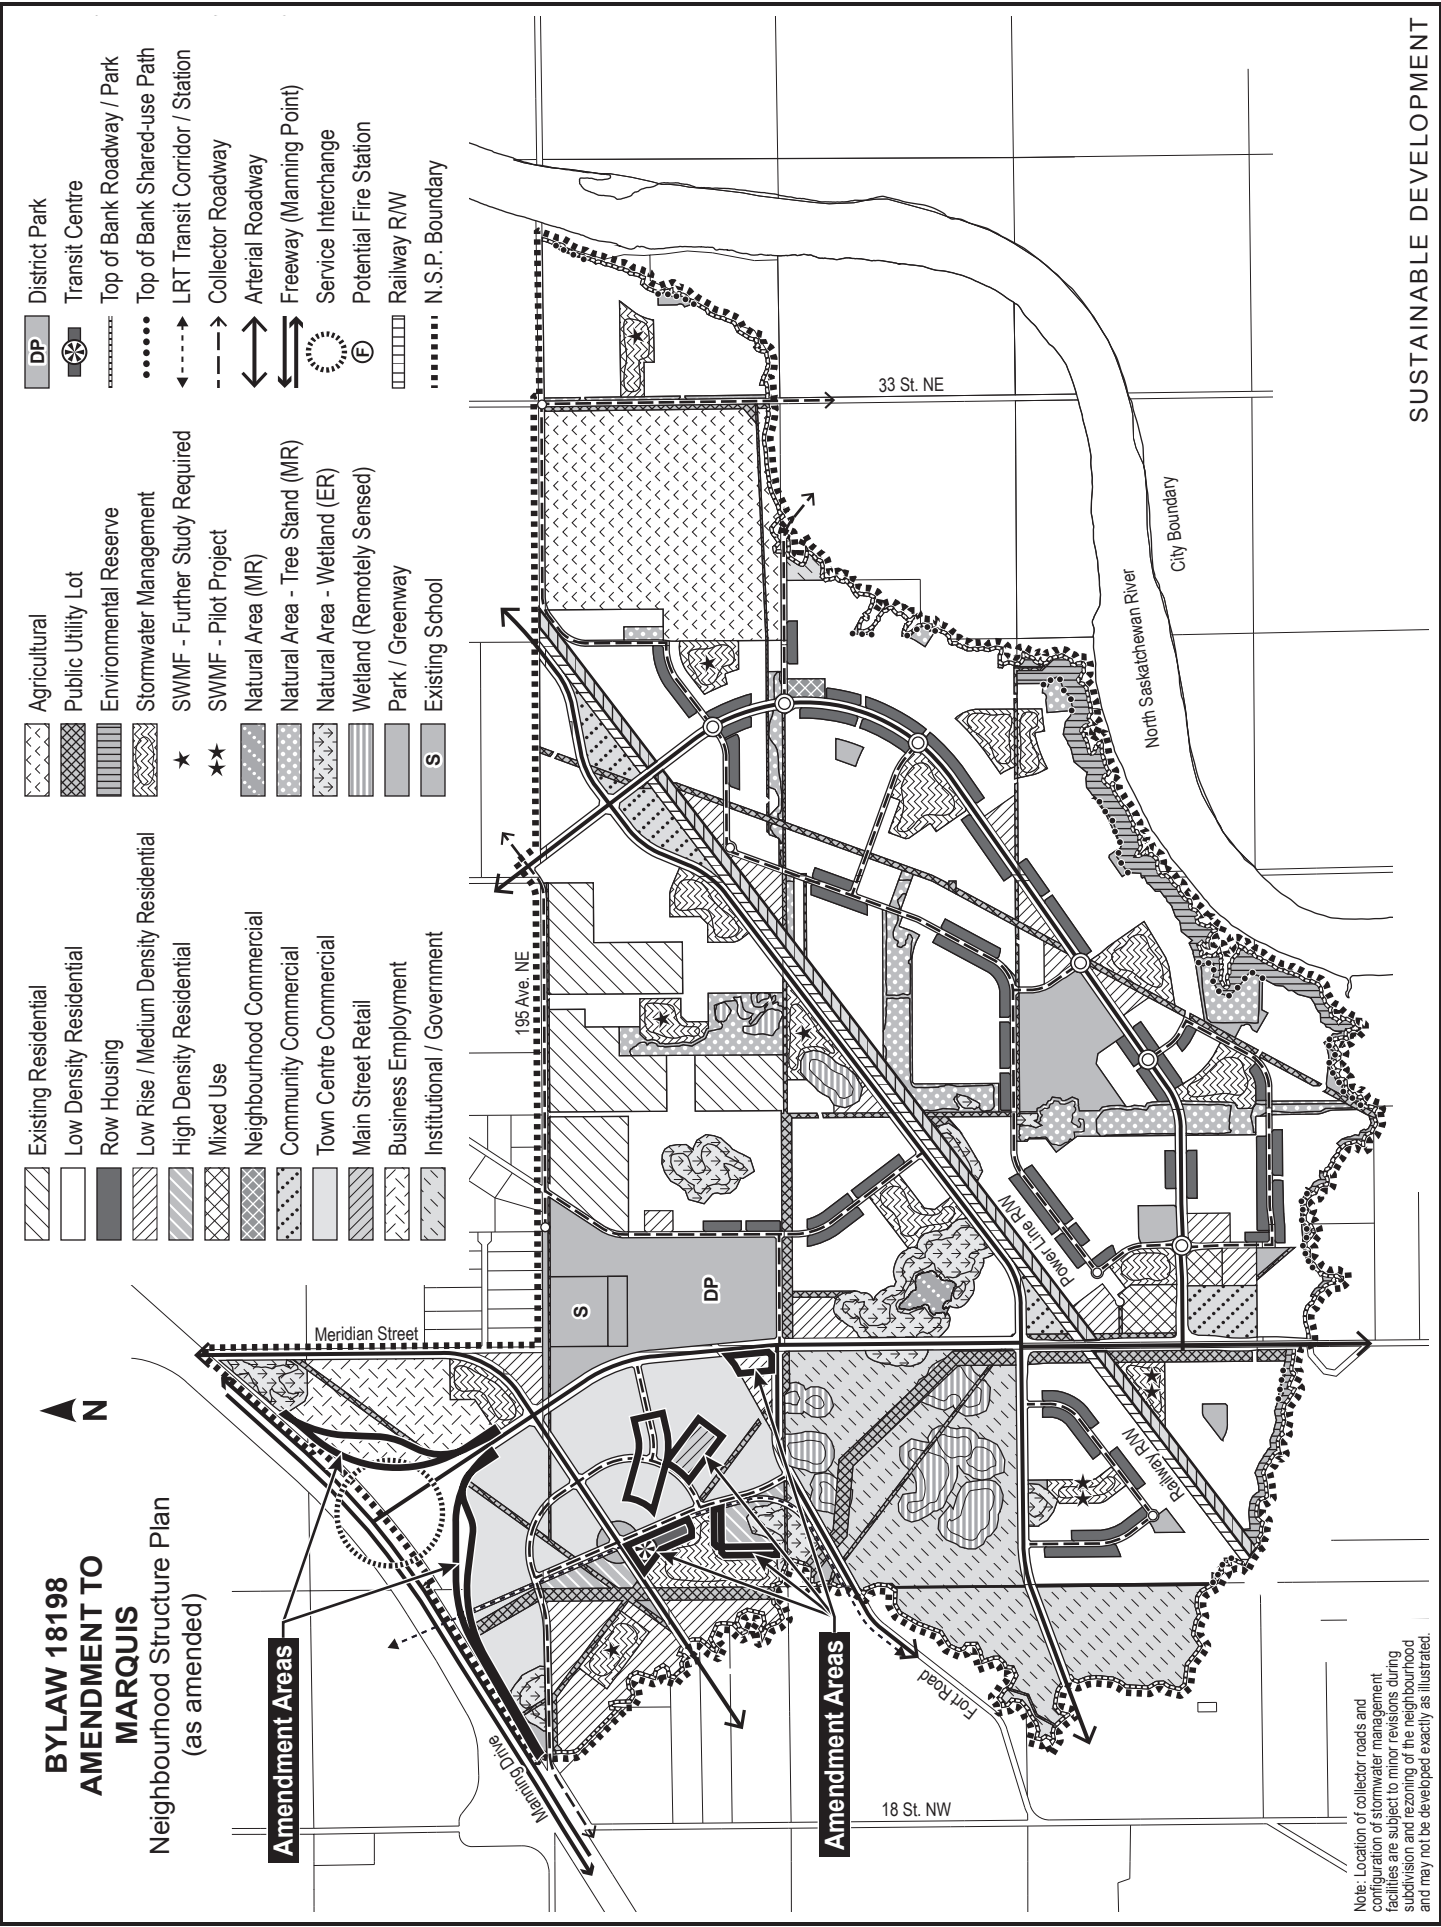 BYLAW 18198
AMENDMENT TO
MARQUIS
Neighbourhood Structure Plan
(as amended)
N
Existing Residential
Low Density Residential
Row Housing
Low Rise / Medium Density Residential
High Density Residential
Mixed Use
Neighbourhood Commercial
Community Commercial
Town Centre Commercial
Main Street Retail
Business Employment
Institutional / Government
Agricultural
Public Utility Lot
Environmental Reserve
Stormwater Management
SWMF - Further Study Required
SWMF - Pilot Project
Natural Area (MR)
Natural Area - Tree Stand (MR)
Natural Area - Wetland (ER)
Wetland (Remotely Sensed)
Park / Greenway
S Existing School
DP District Park
Transit Centre
Top of Bank Roadway / Park
Top of Bank Shared-use Path
LRT Transit Corridor / Station
Collector Roadway
Arterial Roadway
Freeway (Manning Point)
Service Interchange
F Potential Fire Station
Railway R/W
N.S.P. Boundary
Amendment Areas
Amendment Areas
Meridian Street
195 Ave. NE
33 St. NE
Manning Drive
18 St. NW
Fort Road
S
DP
Power Line R/W
Railway R/W
North Saskatchewan River
City Boundary
Note: Location of collector roads and
configuration of stormwater management
facilities are subject to minor revisions during
subdivision and rezoning of the neighbourhood
and may not be developed exactly as illustrated.
SUSTAINABLE DEVELOPMENT